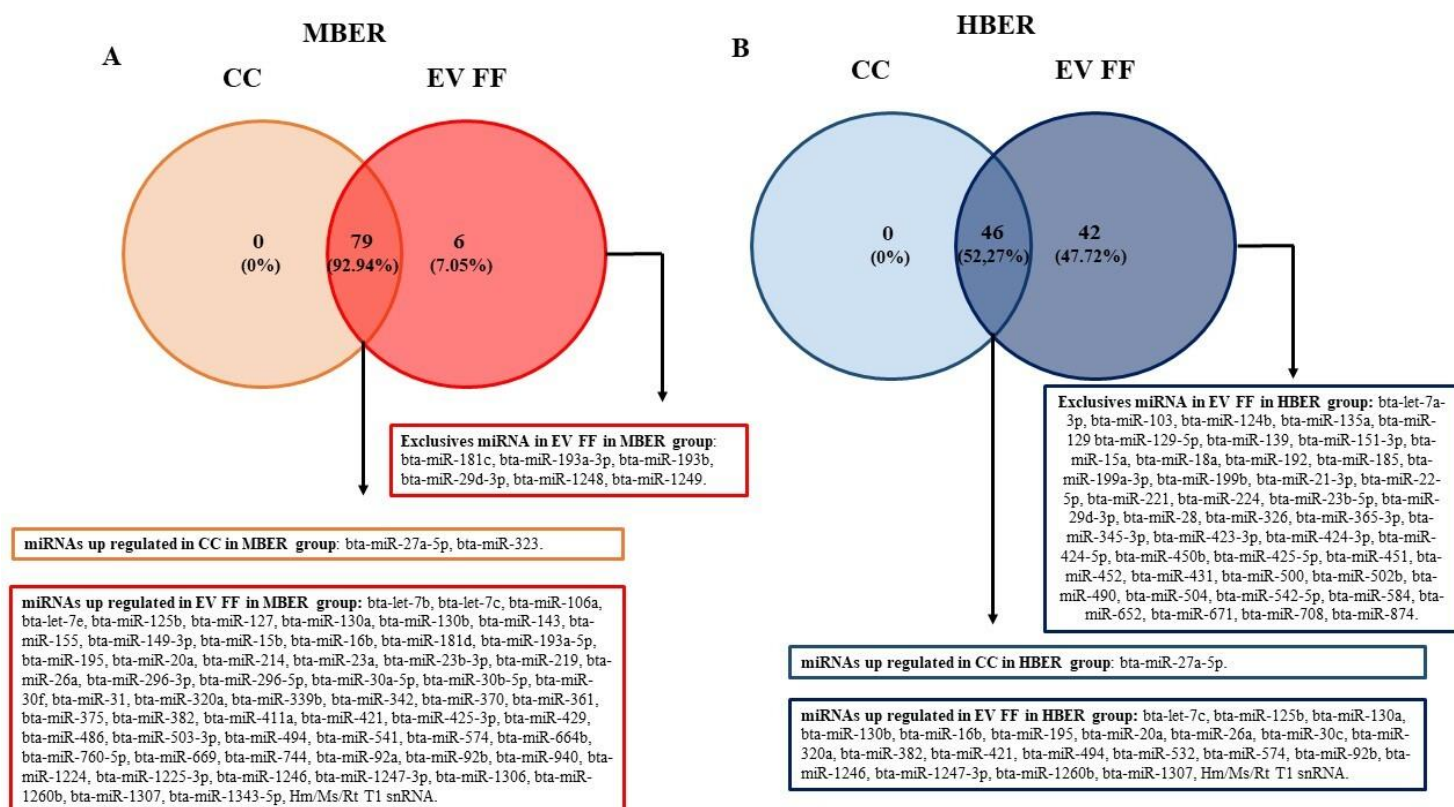 MBER
A
CC EV FF
0
(0%)
79
(92.94%)
6
(7.05%)
Exclusives miRNA in EV FF in MBER group:
bta-miR-181c, bta-miR-193a-3p, bta-miR-193b,
bta-miR-29d-3p, bta-miR-1248, bta-miR-1249.
miRNAs up regulated in CC in MBER group: bta-miR-27a-5p, bta-miR-323.
miRNAs up regulated in EV FF in MBER group: bta-let-7b, bta-let-7c, bta-miR-106a,
bta-let-7e, bta-miR-125b, bta-miR-127, bta-miR-130a, bta-miR-130b, bta-miR-143, bta-
miR-155, bta-miR-149-3p, bta-miR-15b, bta-miR-16b, bta-miR-181d, bta-miR-193a-5p,
bta-miR-195, bta-miR-20a, bta-miR-214, bta-miR-23a, bta-miR-23b-3p, bta-miR-219, bta-
miR-26a, bta-miR-296-3p, bta-miR-296-5p, bta-miR-30a-5p, bta-miR-30b-5p, bta-miR-
30f, bta-miR-31, bta-miR-320a, bta-miR-339b, bta-miR-342, bta-miR-370, bta-miR-361,
bta-miR-375, bta-miR-382, bta-miR-411a, bta-miR-421, bta-miR-425-3p, bta-miR-429,
bta-miR-486, bta-miR-503-3p, bta-miR-494, bta-miR-541, bta-miR-574, bta-miR-664b,
bta-miR-760-5p, bta-miR-669, bta-miR-744, bta-miR-92a, bta-miR-92b, bta-miR-940, bta-
miR-1224, bta-miR-1225-3p, bta-miR-1246, bta-miR-1247-3p, bta-miR-1306, bta-miR-
1260b, bta-miR-1307, bta-miR-1343-5p, Hm/Ms/Rt T1 snRNA.
HBER
B
CC EV FF
0
(0%)
46
(52,27%)
42
(47.72%)
Exclusives miRNA in EV FF in HBER group: bta-let-7a-
3p, bta-miR-103, bta-miR-124b, bta-miR-135a, bta-miR-
129 bta-miR-129-5p, bta-miR-139, bta-miR-151-3p, bta-
miR-15a, bta-miR-18a, bta-miR-192, bta-miR-185, bta-
miR-199a-3p, bta-miR-199b, bta-miR-21-3p, bta-miR-22-
5p, bta-miR-221, bta-miR-224, bta-miR-23b-5p, bta-miR-
29d-3p, bta-miR-28, bta-miR-326, bta-miR-365-3p, bta-
miR-345-3p, bta-miR-423-3p, bta-miR-424-3p, bta-miR-
424-5p, bta-miR-450b, bta-miR-425-5p, bta-miR-451, bta-
miR-452, bta-miR-431, bta-miR-500, bta-miR-502b, bta-
miR-490, bta-miR-504, bta-miR-542-5p, bta-miR-584, bta-
miR-652, bta-miR-671, bta-miR-708, bta-miR-874.
miRNAs up regulated in CC in HBER group: bta-miR-27a-5p.
miRNAs up regulated in EV FF in HBER group: bta-let-7c, bta-miR-125b, bta-miR-130a,
bta-miR-130b, bta-miR-16b, bta-miR-195, bta-miR-20a, bta-miR-26a, bta-miR-30c, bta-miR-
320a, bta-miR-382, bta-miR-421, bta-miR-494, bta-miR-532, bta-miR-574, bta-miR-92b, bta-
miR-1246, bta-miR-1247-3p, bta-miR-1260b, bta-miR-1307, Hm/Ms/Rt T1 snRNA.